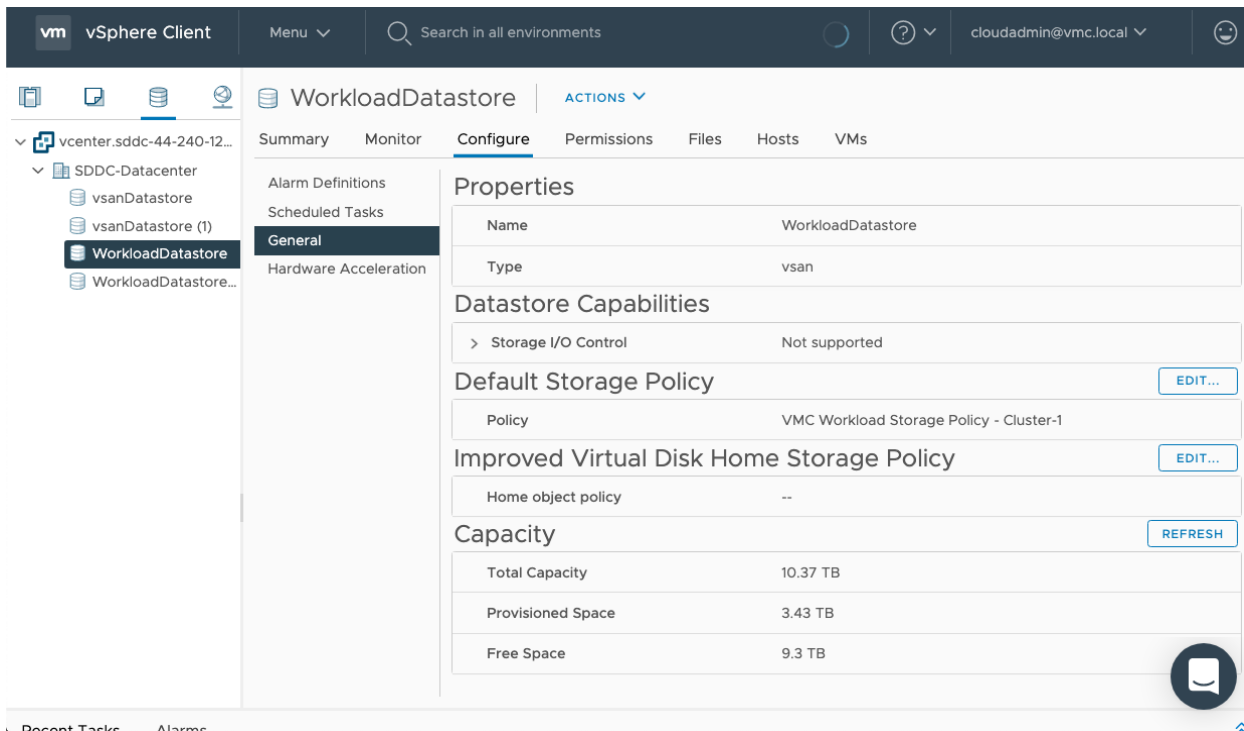 vm vSphere Client Menu Search in all environments cloudadmin@vmc.local
WorkloadDatastore ACTIONS
Summary Monitor Configure Permissions Files Hosts VMs
vcenter.sddc-44-240-12...
SDDC-Datacenter
vsanDatastore
vsanDatastore (1)
WorkloadDatastore
WorkloadDatastore...
Alarm Definitions
Scheduled Tasks
General
Hardware Acceleration
Properties
Name WorkloadDatastore
Type vsan
Datastore Capabilities
Storage I/O Control Not supported
Default Storage Policy EDIT...
Policy VMC Workload Storage Policy - Cluster-1
Improved Virtual Disk Home Storage Policy EDIT...
Home object policy --
Capacity REFRESH
Total Capacity 10.37 TB
Provisioned Space 3.43 TB
Free Space 9.3 TB
Recent Tasks Alarms